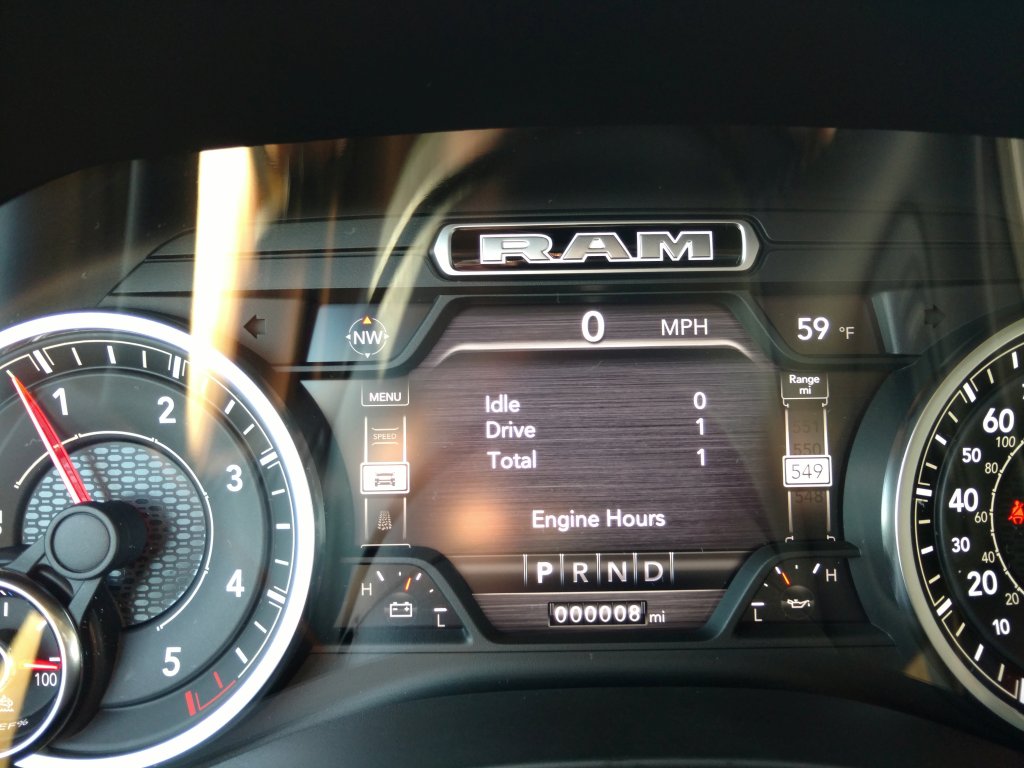 RAM
NW
0 MPH
59 °F
MENU
Range
mi
SPEED
Idle 0
Drive 1
Total 1
551
550
549
548
Engine Hours
P R N D
000008 mi
H
L
H
L
1
2
3
4
5
100
60
50
40
30
20
10
100
80
60
40
20